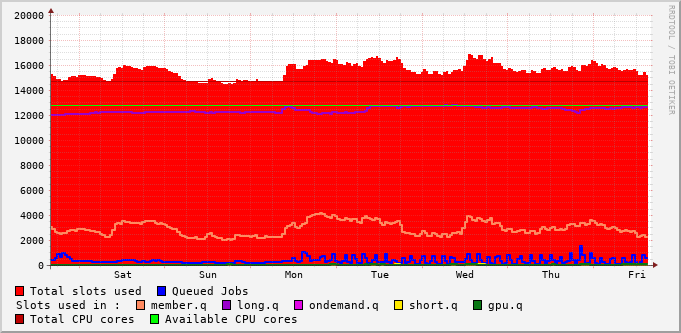 20000
18000
16000
14000
12000
10000
8000
6000
4000
2000
0
Sat Sun Mon Tue Wed Thu Fri
RRDTOOL / TOBI OETIKER
Total slots used Queued Jobs
Slots used in : member.q long.q ondemand.q short.q gpu.q
Total CPU cores Available CPU cores